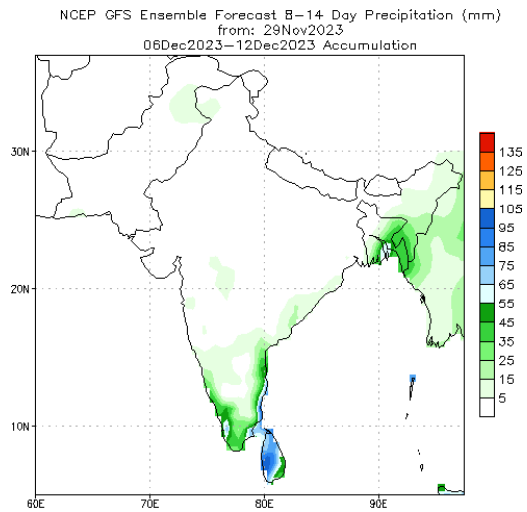 NCEP GFS Ensemble Forecast 8-14 Day Precipitation (mm)
from: 29Nov2023
06Dec2023-12Dec2023 Accumulation
30N
20N
10N
60E
70E
80E
90E
135
125
115
105
95
85
75
65
55
45
35
25
15
5